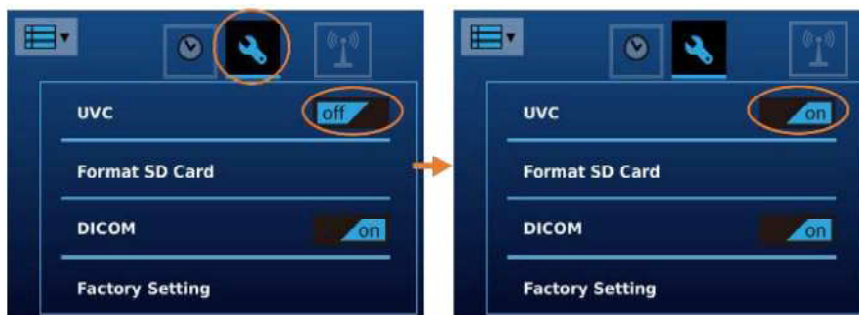 UVC off
Format SD Card
DICOM on
Factory Setting
UVC on
Format SD Card
DICOM on
Factory Setting